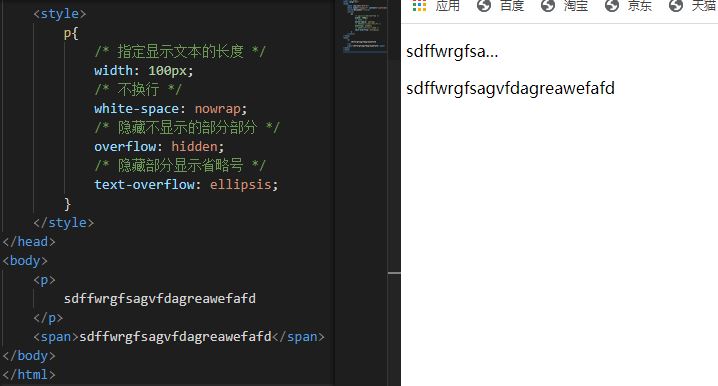 <style>
p{
/* 指定显示文本的长度 */
width: 100px;
/* 不换行 */
white-space: nowrap;
/* 隐藏不显示的部分部分 */
overflow: hidden;
/* 隐藏部分显示省略号 */
text-overflow: ellipsis;
}
</style>
</head>
<body>
<p>
sdffwrgfsagvfdagreawefafd
</p>
<span>sdffwrgfsagvfdagreawefafd</span>
</body>
</html>
应用 百度 淘宝 京东 天猫
sdffwrgfsa...
sdffwrgfsagvfdagreawefafd